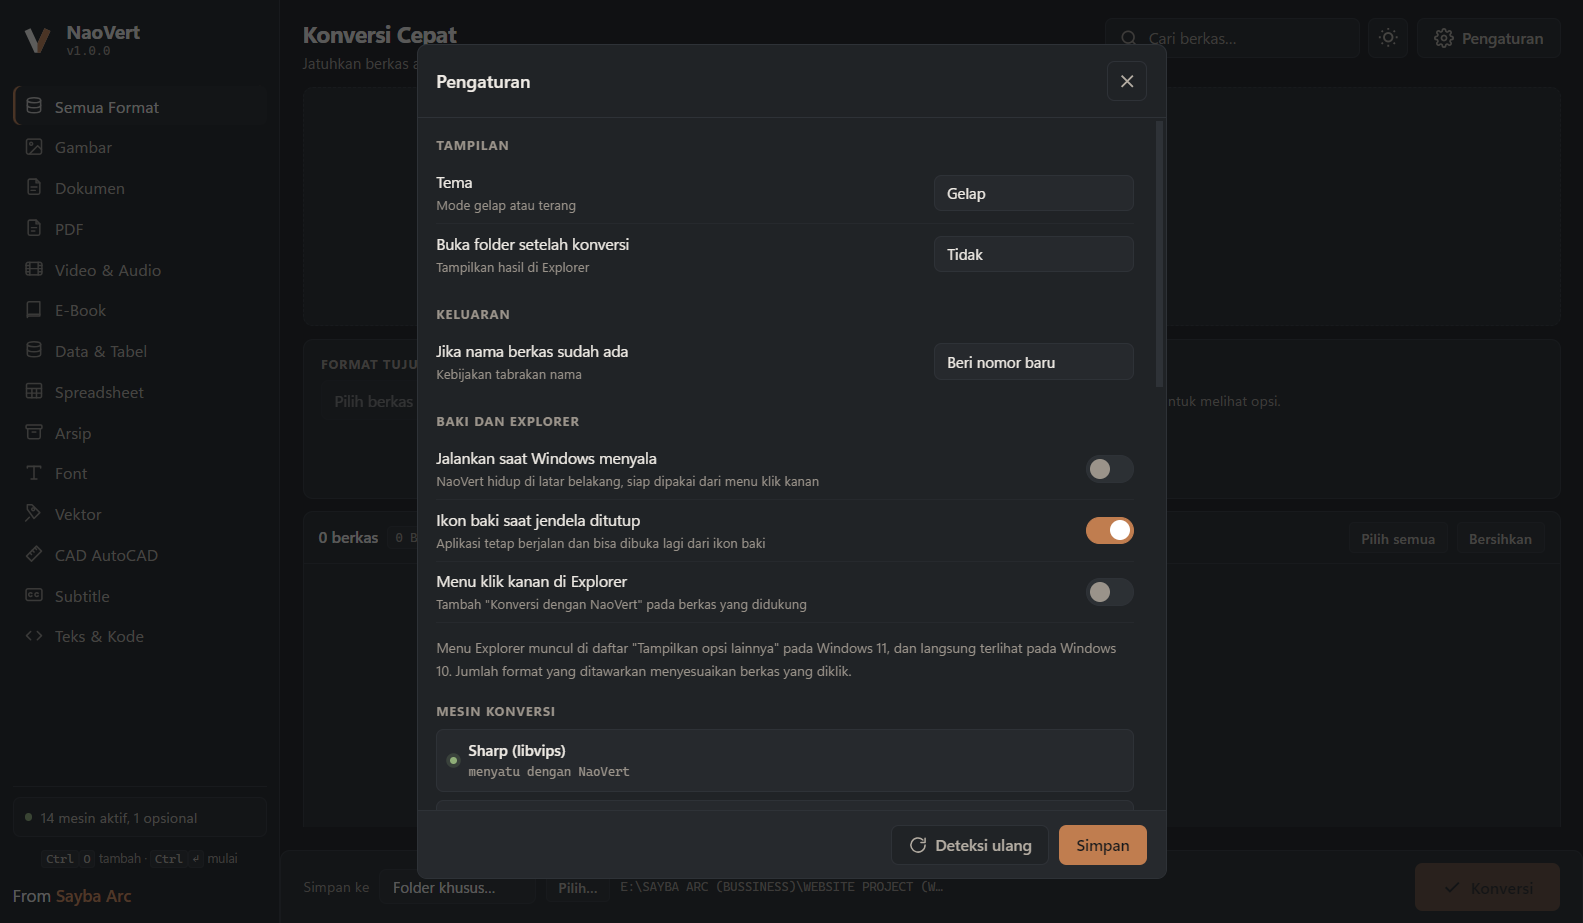 NaoVert
v1.0.0
Semua Format
Gambar
Dokumen
PDF
Video & Audio
E-Book
Data & Tabel
Spreadsheet
Arsip
Font
Vektor
CAD AutoCAD
Subtitle
Teks & Kode
14 mesin aktif, 1 opsional
Ctrl O tambah · Ctrl ↵ mulai
From Sayba Arc
Konversi Cepat
Jatuhkan berkas a
Cari berkas...
Pengaturan
FORMAT TUJU
Pilih berkas
ntuk melihat opsi.
0 berkas
0 B
Pilih semua
Bersihkan
Simpan ke
Folder khusus...
Pilih...
E:\SAYBA ARC (BUSSINESS)\WEBSITE PROJECT (W…
Konversi
Pengaturan
TAMPILAN
Tema
Mode gelap atau terang
Gelap
Buka folder setelah konversi
Tampilkan hasil di Explorer
Tidak
KELUARAN
Jika nama berkas sudah ada
Kebijakan tabrakan nama
Beri nomor baru
BAKI DAN EXPLORER
Jalankan saat Windows menyala
NaoVert hidup di latar belakang, siap dipakai dari menu klik kanan
Ikon baki saat jendela ditutup
Aplikasi tetap berjalan dan bisa dibuka lagi dari ikon baki
Menu klik kanan di Explorer
Tambah "Konversi dengan NaoVert" pada berkas yang didukung
Menu Explorer muncul di daftar "Tampilkan opsi lainnya" pada Windows 11, dan langsung terlihat pada Windows
10. Jumlah format yang ditawarkan menyesuaikan berkas yang diklik.
MESIN KONVERSI
Sharp (libvips)
menyatu dengan NaoVert
Deteksi ulang
Simpan